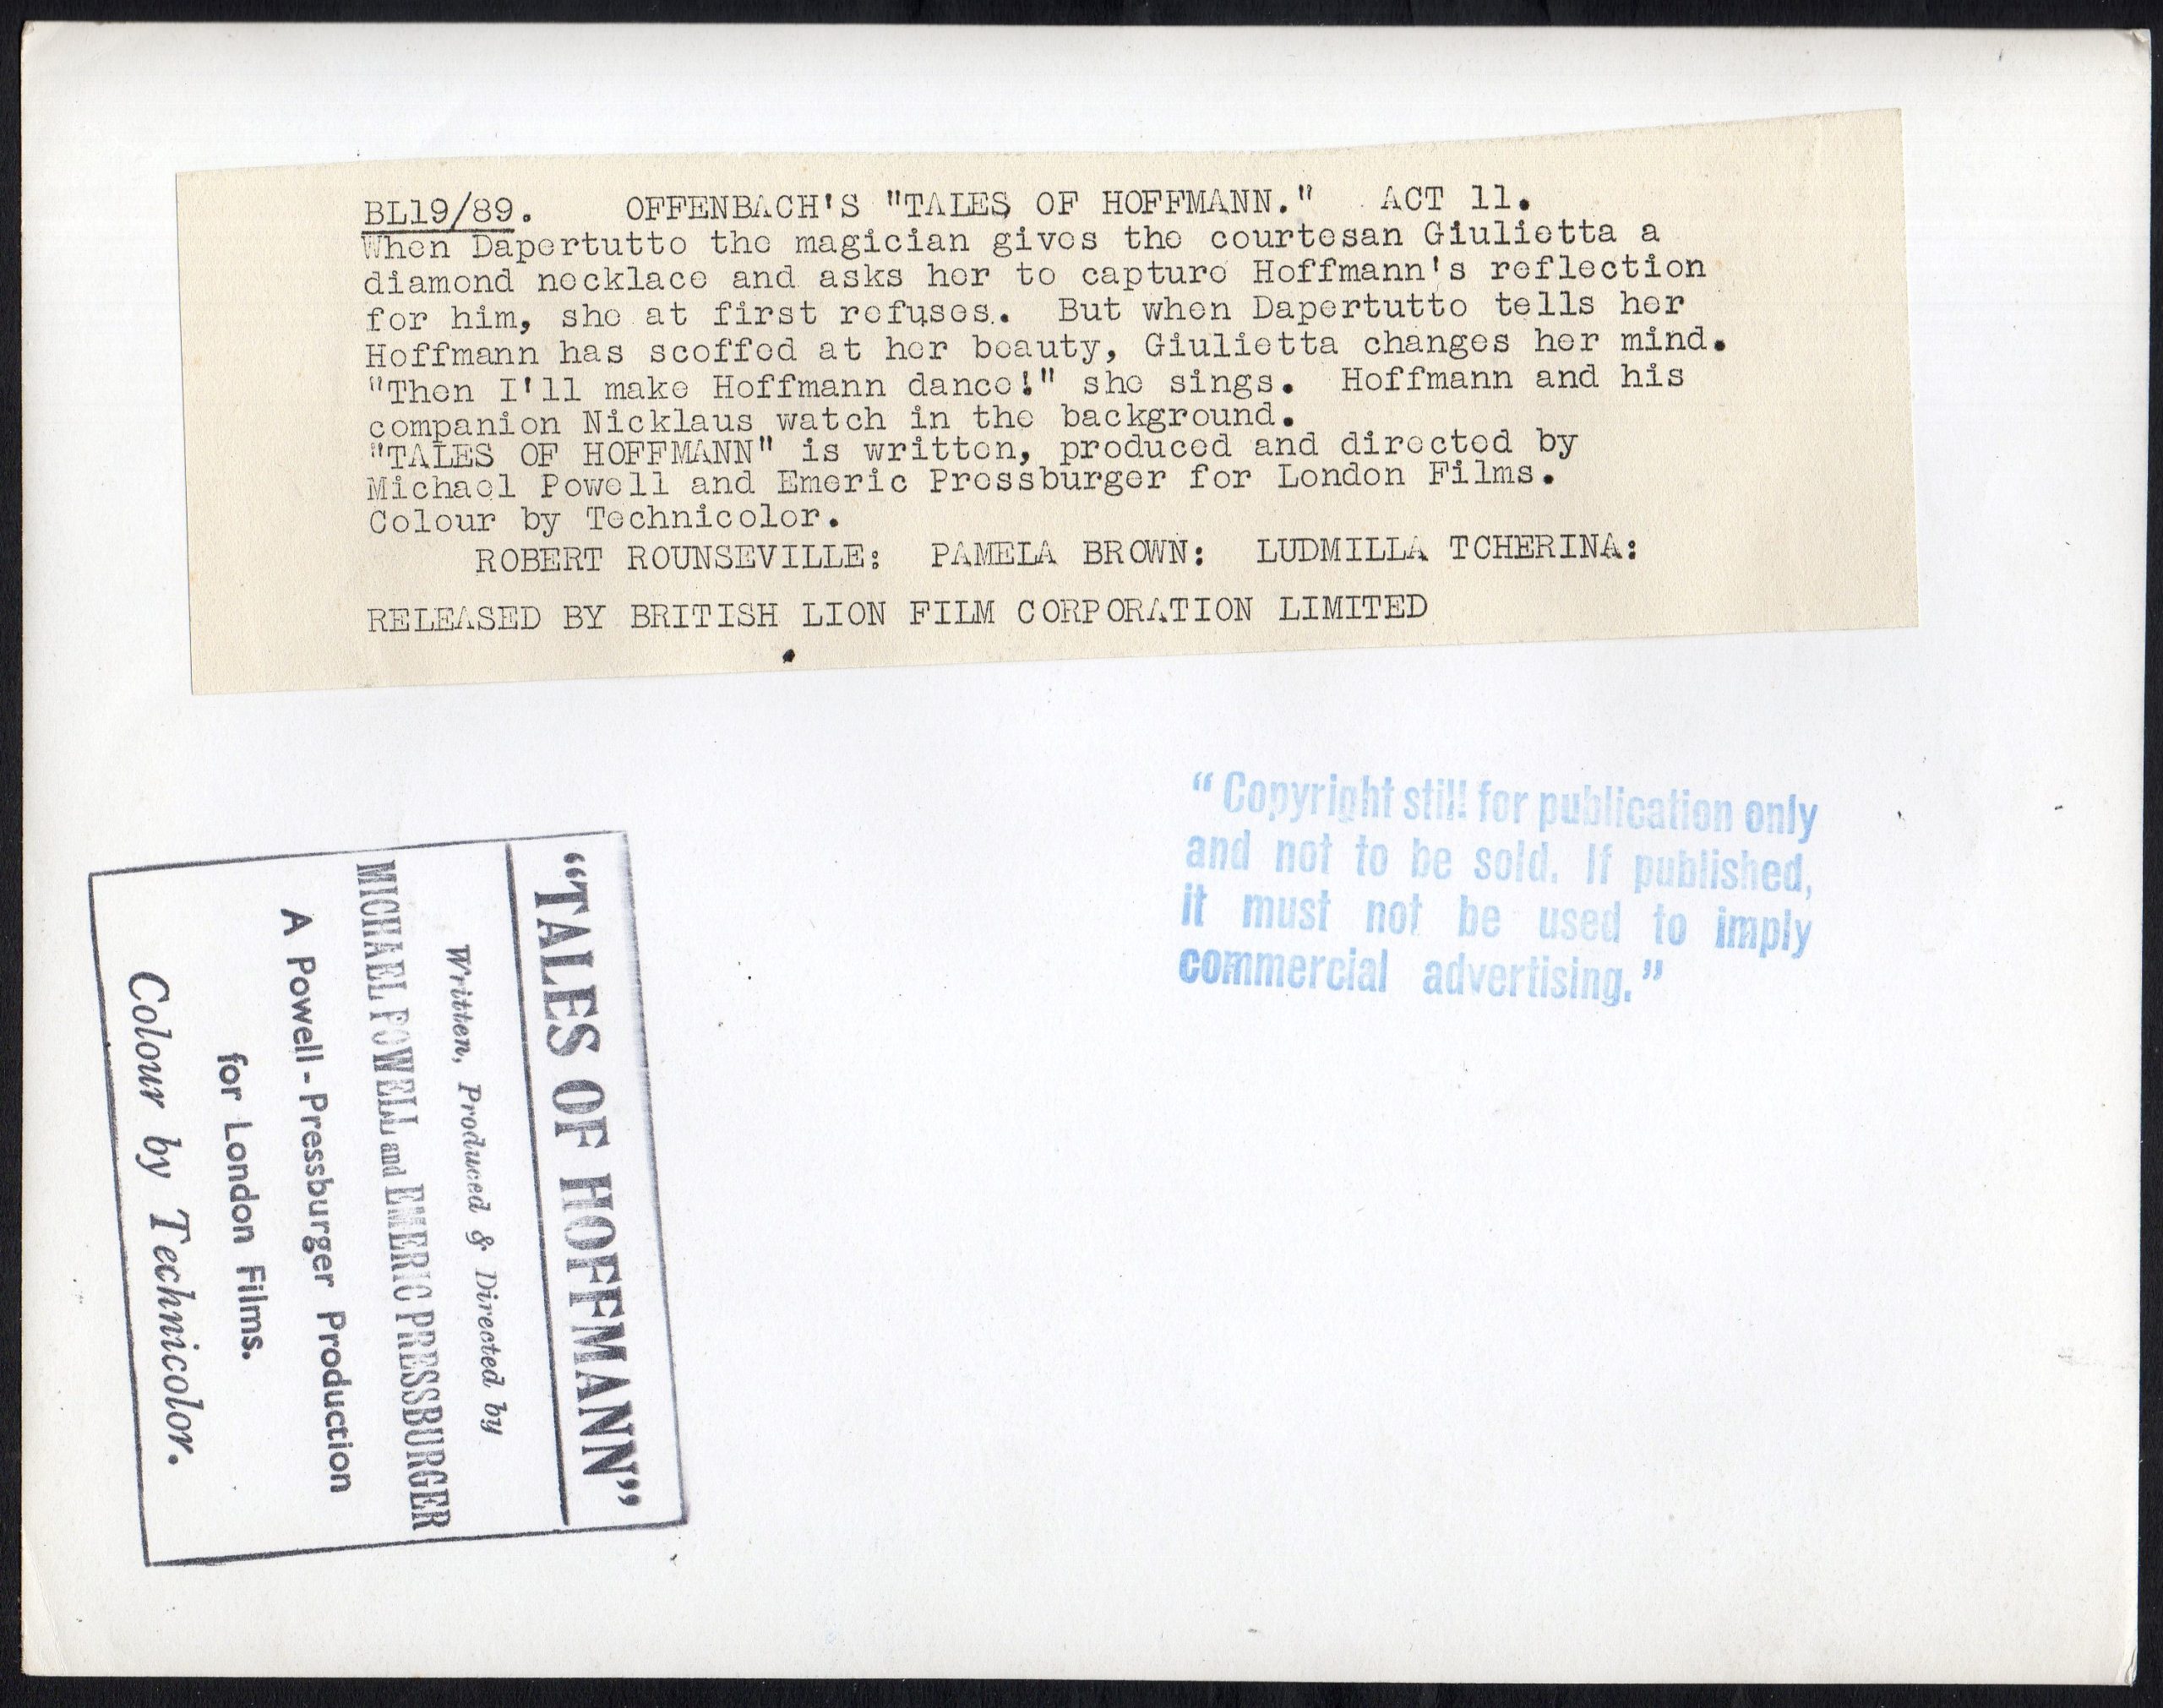 BL19/89. OFFENBACH'S "TALES OF HOFFMANN." ACT 11.
When Dapertutto the magician gives the courtesan Giulietta a
diamond necklace and asks her to capture Hoffmann's reflection
for him, she at first refuses. But when Dapertutto tells her
Hoffmann has scoffed at her beauty, Giulietta changes her mind.
"Then I'll make Hoffmann dance!" she sings. Hoffmann and his
companion Nicklaus watch in the background.
"TALES OF HOFFMANN" is written, produced and directed by
Michael Powell and Emeric Pressburger for London Films.
Colour by Technicolor.
ROBERT ROUNSEVILLE: PAMELA BROWN: LUDMILLA TCHERINA:
RELEASED BY BRITISH LION FILM CORPORATION LIMITED
“Copyright still for publication only
and not to be sold. If published,
it must not be used to imply
commercial advertising.”
“TALES OF HOFFMANN”
Written, Produced & Directed by
MICHAEL POWELL and EMERIC PRESSBURGER
A Powell-Pressburger Production
for London Films.
Colour by Technicolor.